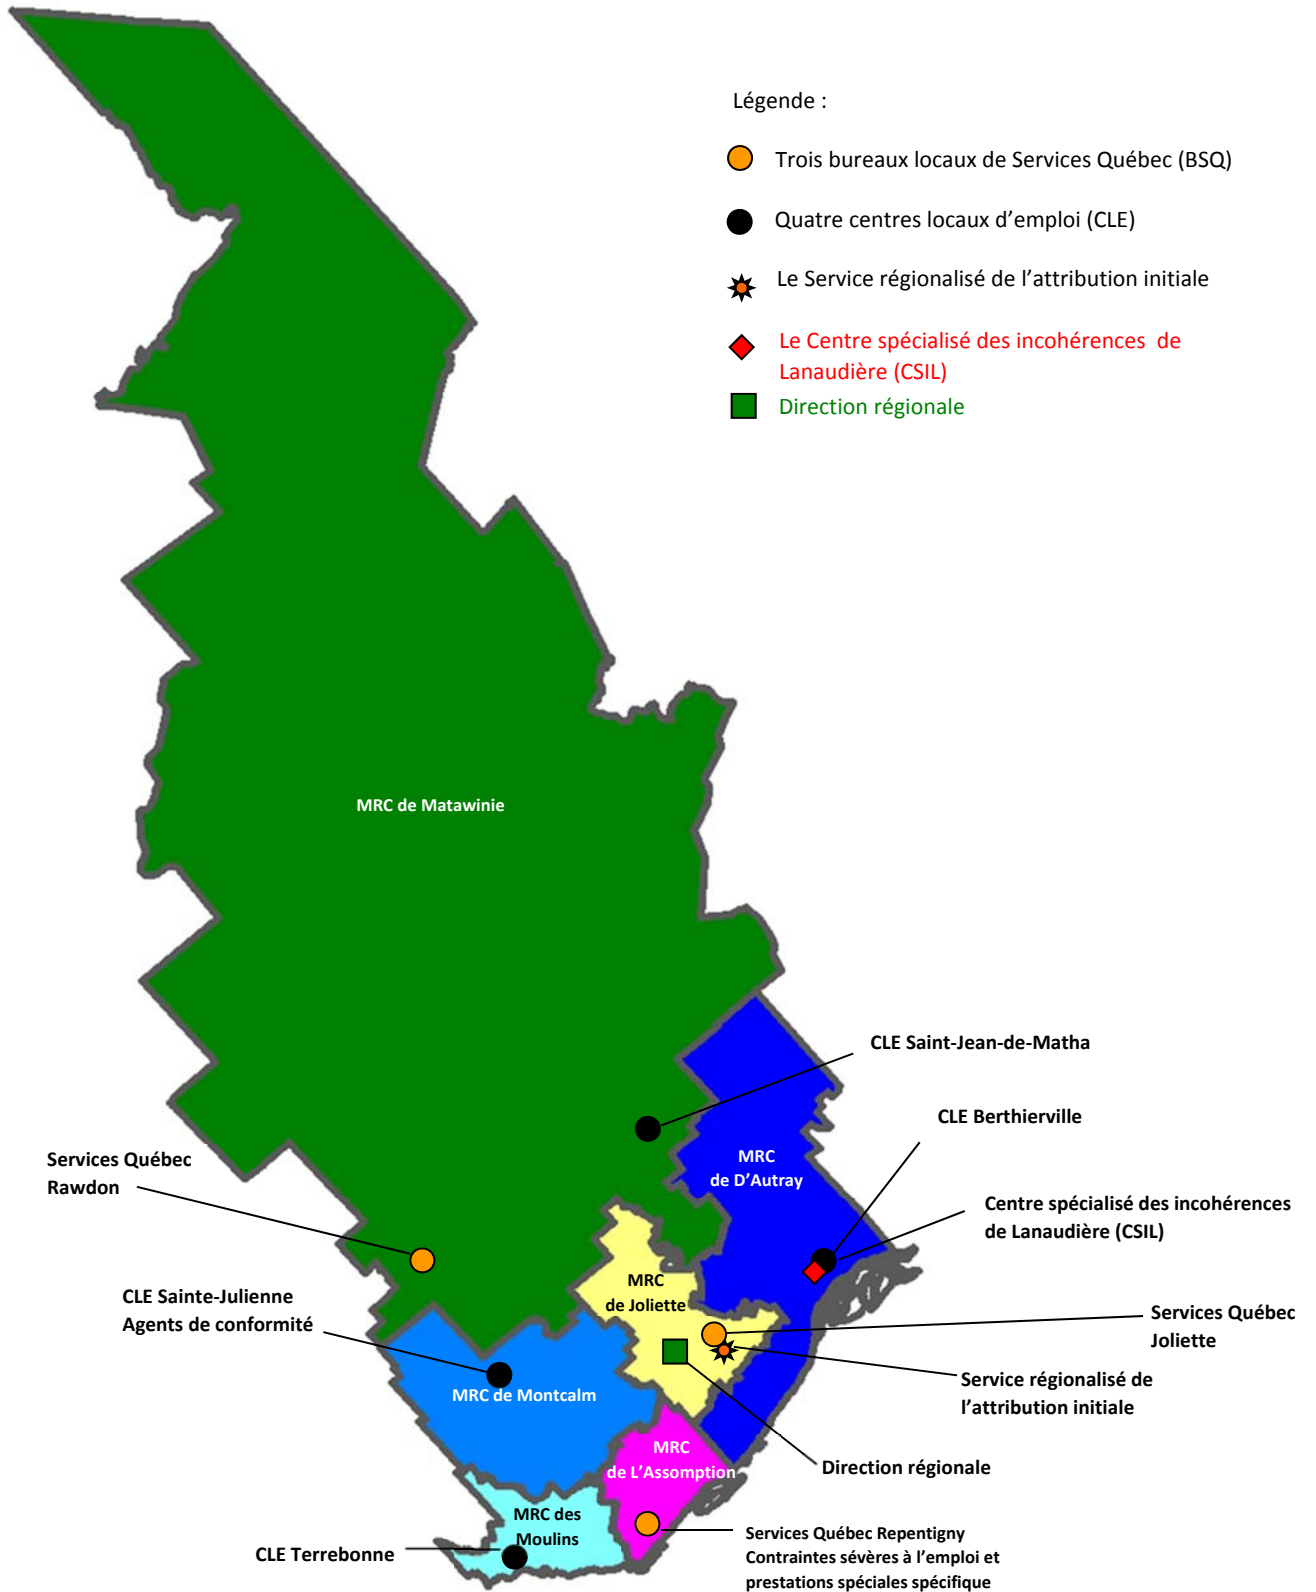 Légende :
Trois bureaux locaux de Services Québec (BSQ)
Quatre centres locaux d’emploi (CLE)
Le Service régionalisé de l’attribution initiale
Le Centre spécialisé des incohérences de
Lanaudière (CSIL)
Direction régionale
MRC de Matawinie
CLE Saint-Jean-de-Matha
CLE Berthierville
MRC
de D’Autray
Services Québec
Rawdon
Centre spécialisé des incohérences
de Lanaudière (CSIL)
MRC
de Joliette
CLE Sainte-Julienne
Agents de conformité
Services Québec
Joliette
MRC de Montcalm
Service régionalisé de
l’attribution initiale
MRC
de L’Assomption
Direction régionale
MRC des
Moulins
CLE Terrebonne
Services Québec Repentigny
Contraintes sévères à l’emploi et
prestations spéciales spécifique